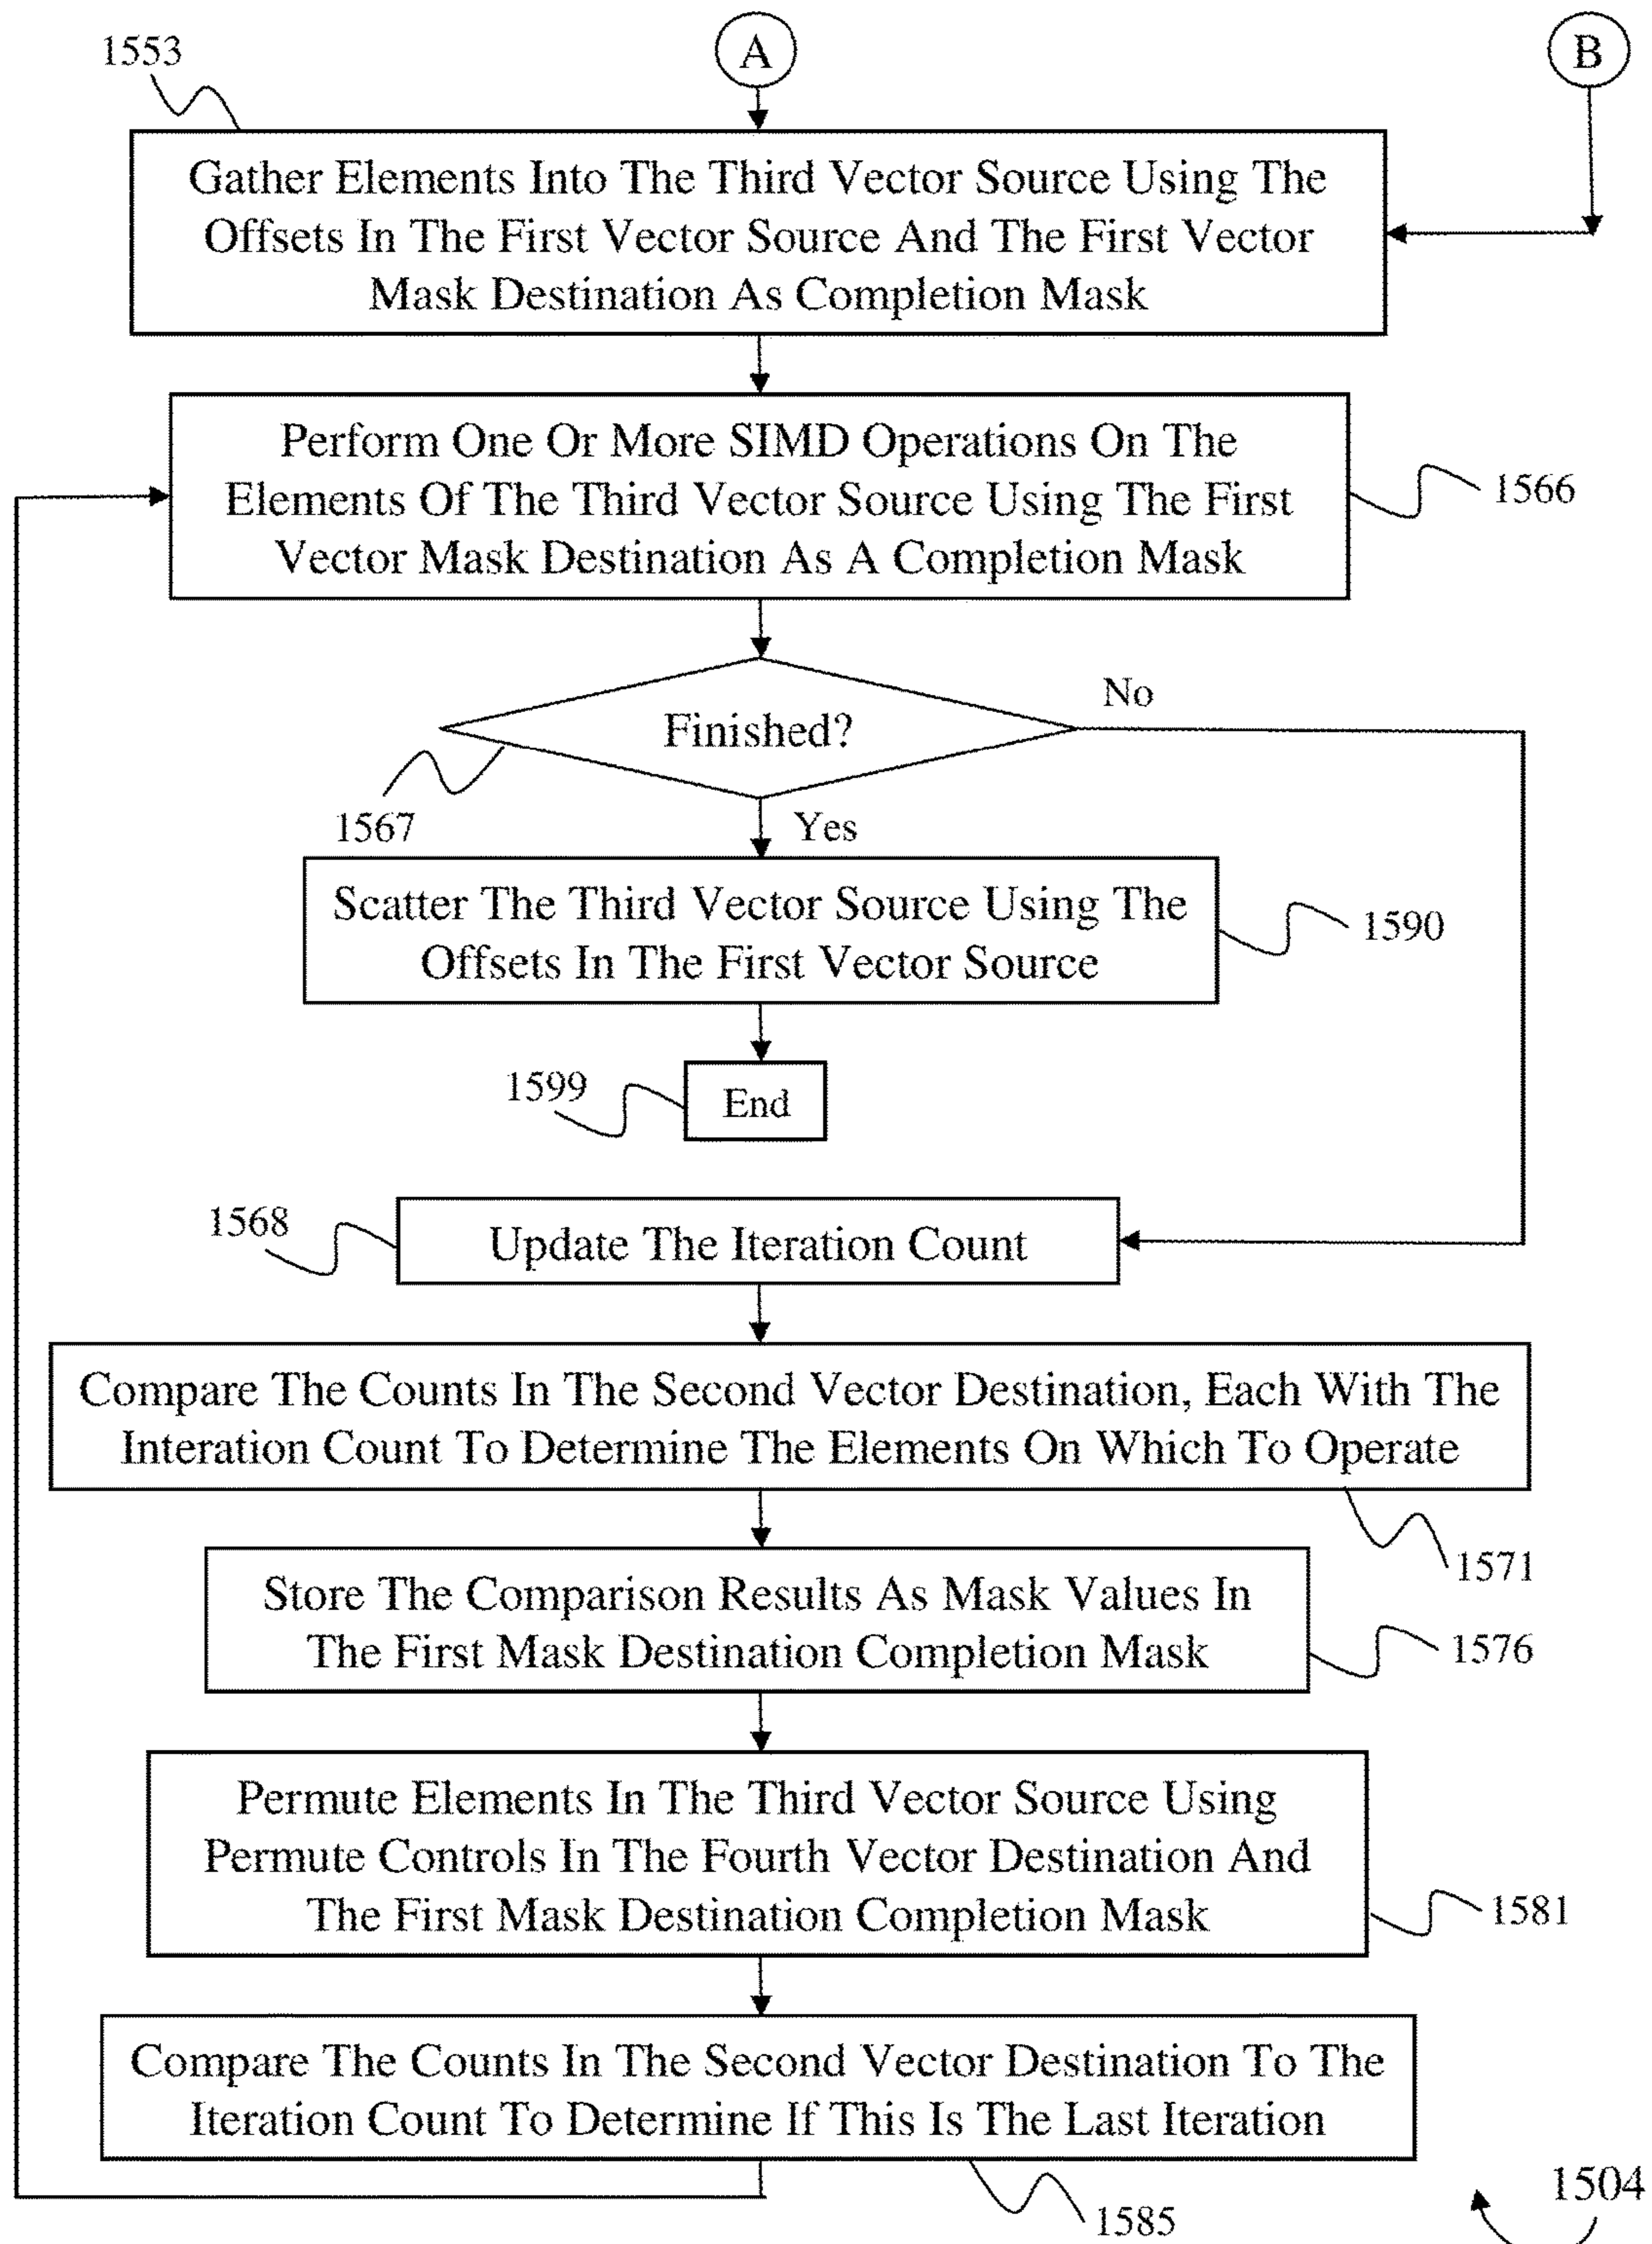 A
B
1553
Gather Elements Into The Third Vector Source Using The
Offsets In The First Vector Source And The First Vector
Mask Destination As Completion Mask
Perform One Or More SIMD Operations On The
Elements Of The Third Vector Source Using The First
Vector Mask Destination As A Completion Mask
1566
Finished?
No
1567
Yes
Scatter The Third Vector Source Using The
Offsets In The First Vector Source
1590
1599
End
1568
Update The Iteration Count
Compare The Counts In The Second Vector Destination, Each With The
Interation Count To Determine The Elements On Which To Operate
1571
Store The Comparison Results As Mask Values In
The First Mask Destination Completion Mask
1576
Permute Elements In The Third Vector Source Using
Permute Controls In The Fourth Vector Destination And
The First Mask Destination Completion Mask
1581
Compare The Counts In The Second Vector Destination To The
Iteration Count To Determine If This Is The Last Iteration
1585
1504